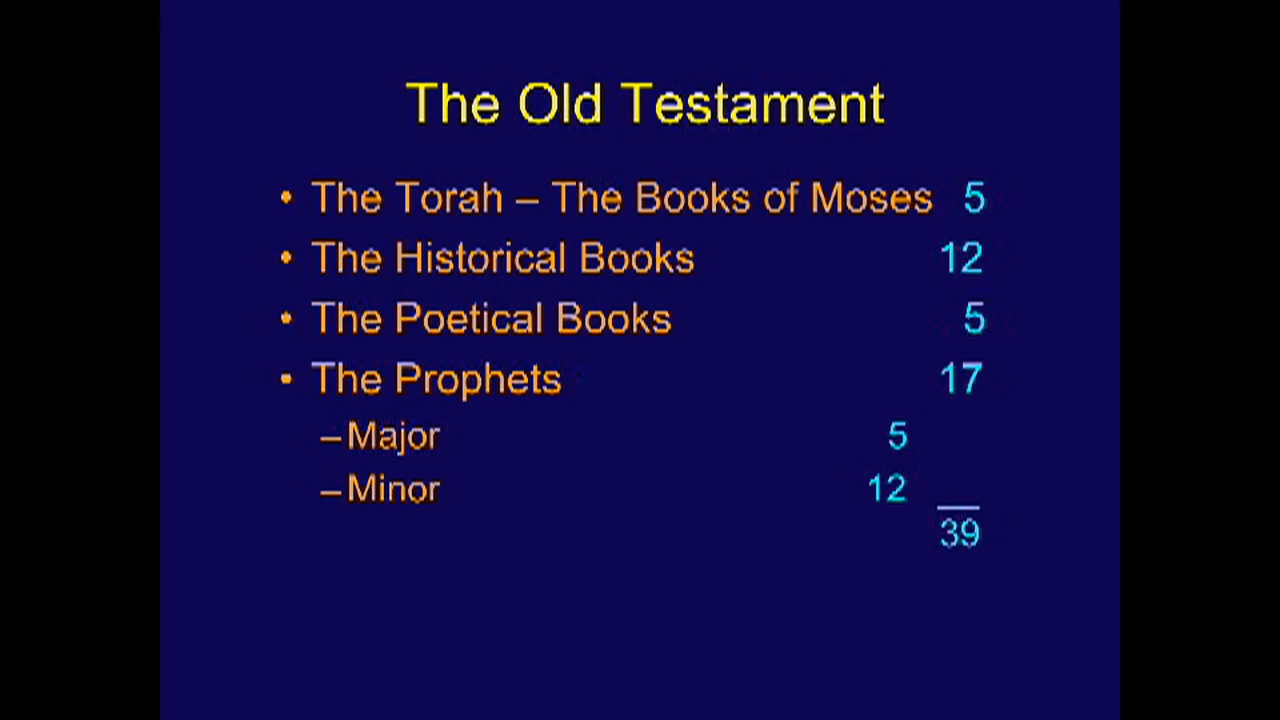 The Old Testament
• The Torah – The Books of Moses 5
• The Historical Books 12
• The Poetical Books 5
• The Prophets 17
– Major 5
– Minor 12
39